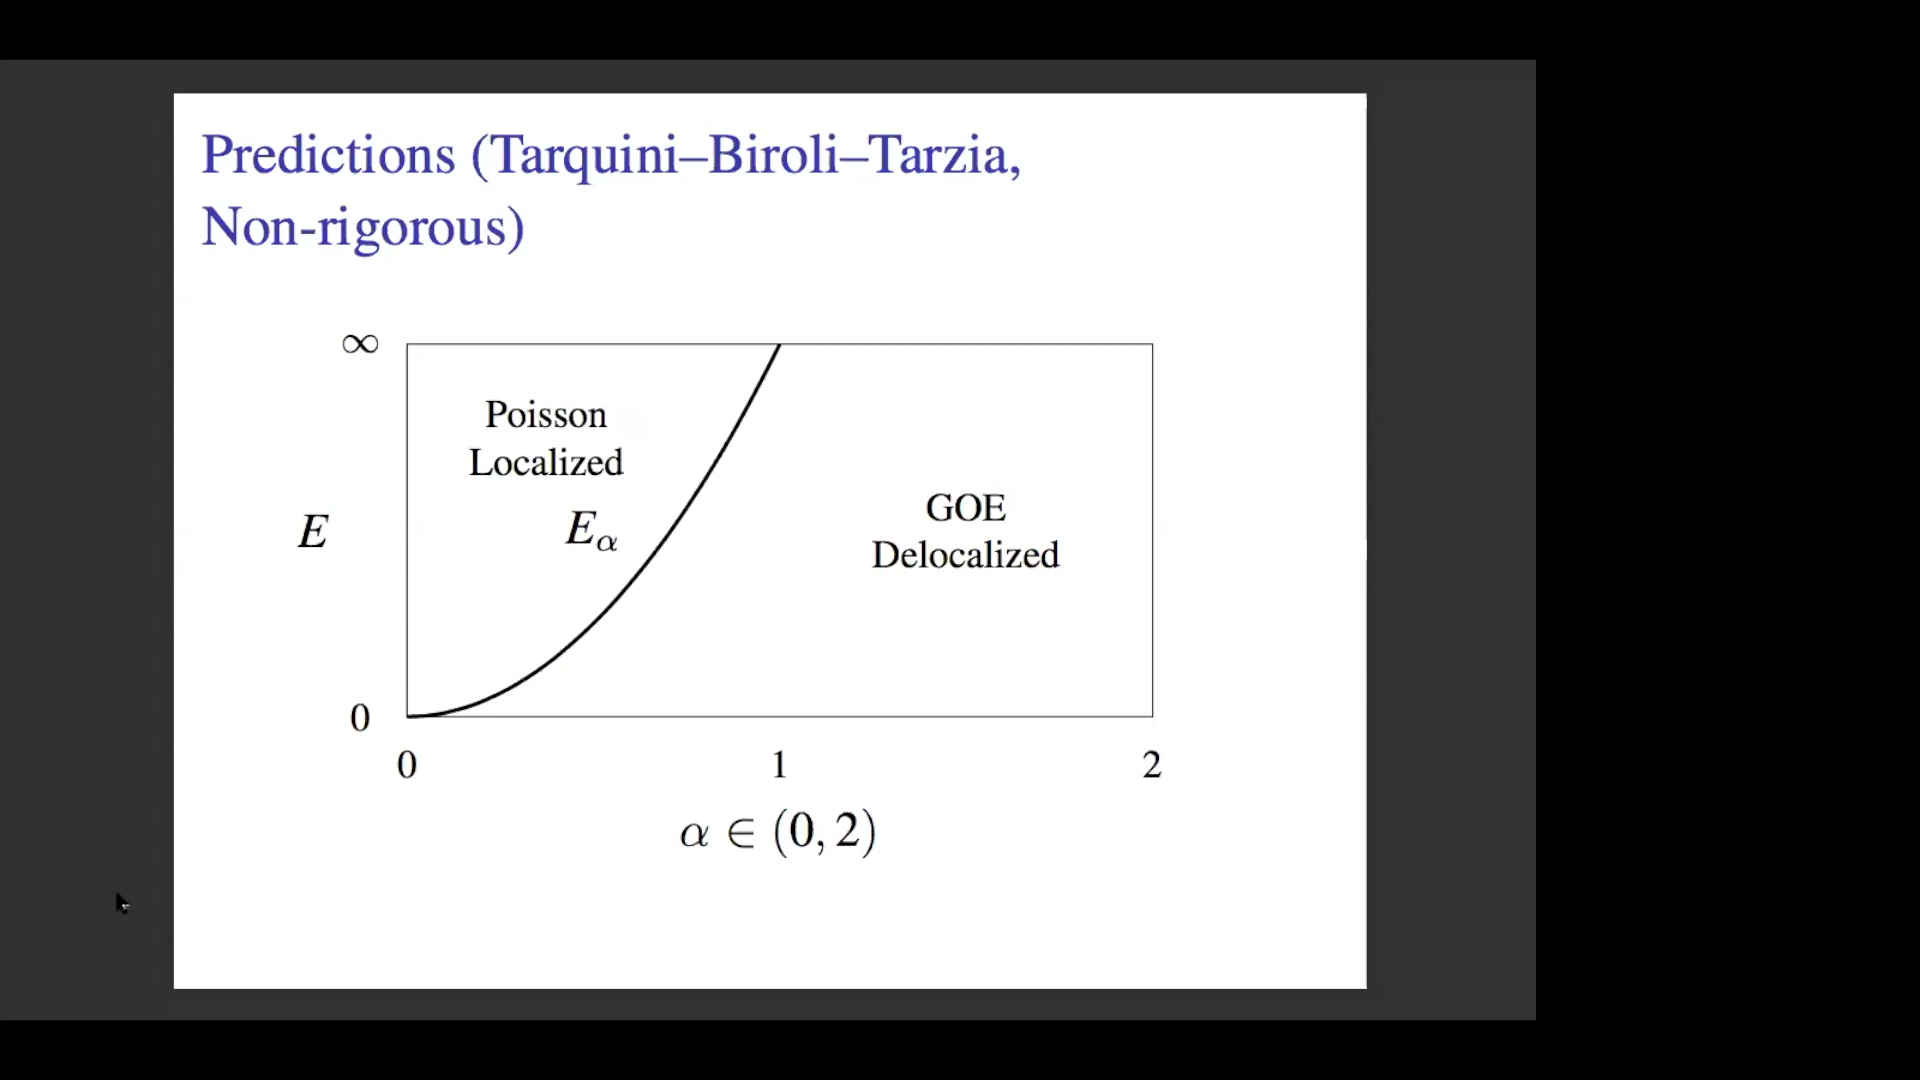 Predictions (Tarquini–Biroli–Tarzia,
Non-rigorous)
∞
Poisson
Localized
E
E_α
GOE
Delocalized
0
0 1 2
α ∈ (0, 2)